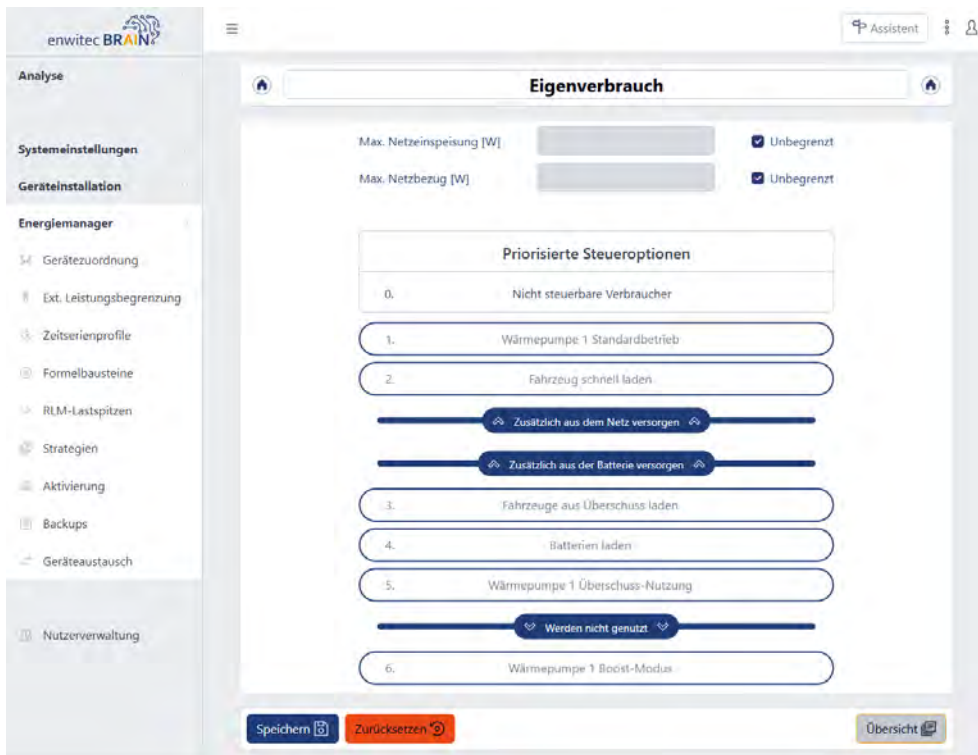 enwitec BRAIN
Assistent
Analyse
Systemeinstellungen
Geräteinstallation
Energiemanager
Gerätezuordnung
Ext. Leistungsbegrenzung
Zeitserienprofile
Formelbausteine
RLM-Lastspitzen
Strategien
Aktivierung
Backups
Geräteaustausch
Nutzerverwaltung
Eigenverbrauch
Max. Netzeinspeisung [W] Unbegrenzt
Max. Netzbezug [W] Unbegrenzt
Priorisierte Steueroptionen
0. Nicht steuerbare Verbraucher
1. Wärmepumpe 1 Standardbetrieb
2. Fahrzeug schnell laden
Zusätzlich aus dem Netz versorgen
Zusätzlich aus der Batterie versorgen
3. Fahrzeuge aus Überschuss laden
4. Batterien laden
5. Wärmepumpe 1 Überschuss-Nutzung
Werden nicht genutzt
6. Wärmepumpe 1 Boost-Modus
Speichern Zurücksetzen Übersicht